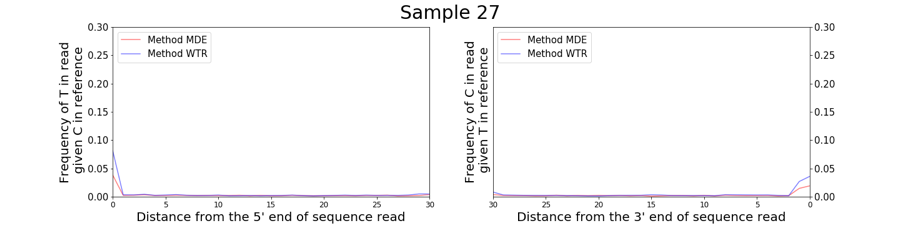 Sample 27
Frequency of T in read
given C in reference
0.30
0.25
0.20
0.15
0.10
0.05
0.00
Method MDE
Method WTR
0 5 10 15 20 25 30
Distance from the 5' end of sequence read
Frequency of C in read
given T in reference
Method MDE
Method WTR
0.30
0.25
0.20
0.15
0.10
0.05
0.00
30 25 20 15 10 5 0
Distance from the 3' end of sequence read